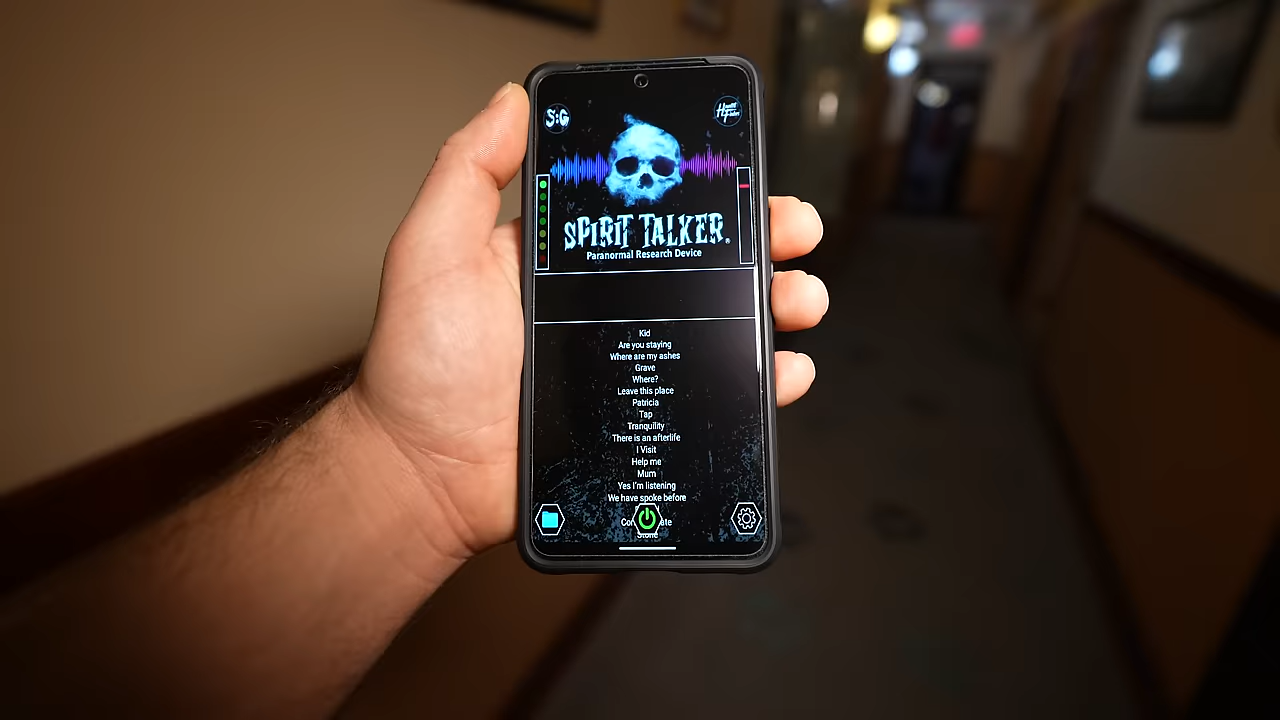 S:G
SPIRIT TALKER®
Paranormal Research Device
Kid
Are you staying
Where are my ashes
Grave
Where?
Leave this place
Patricia
Tap
Tranquility
There is an afterlife
I Visit
Help me
Mum
Yes I'm listening
We have spoke before
Stone